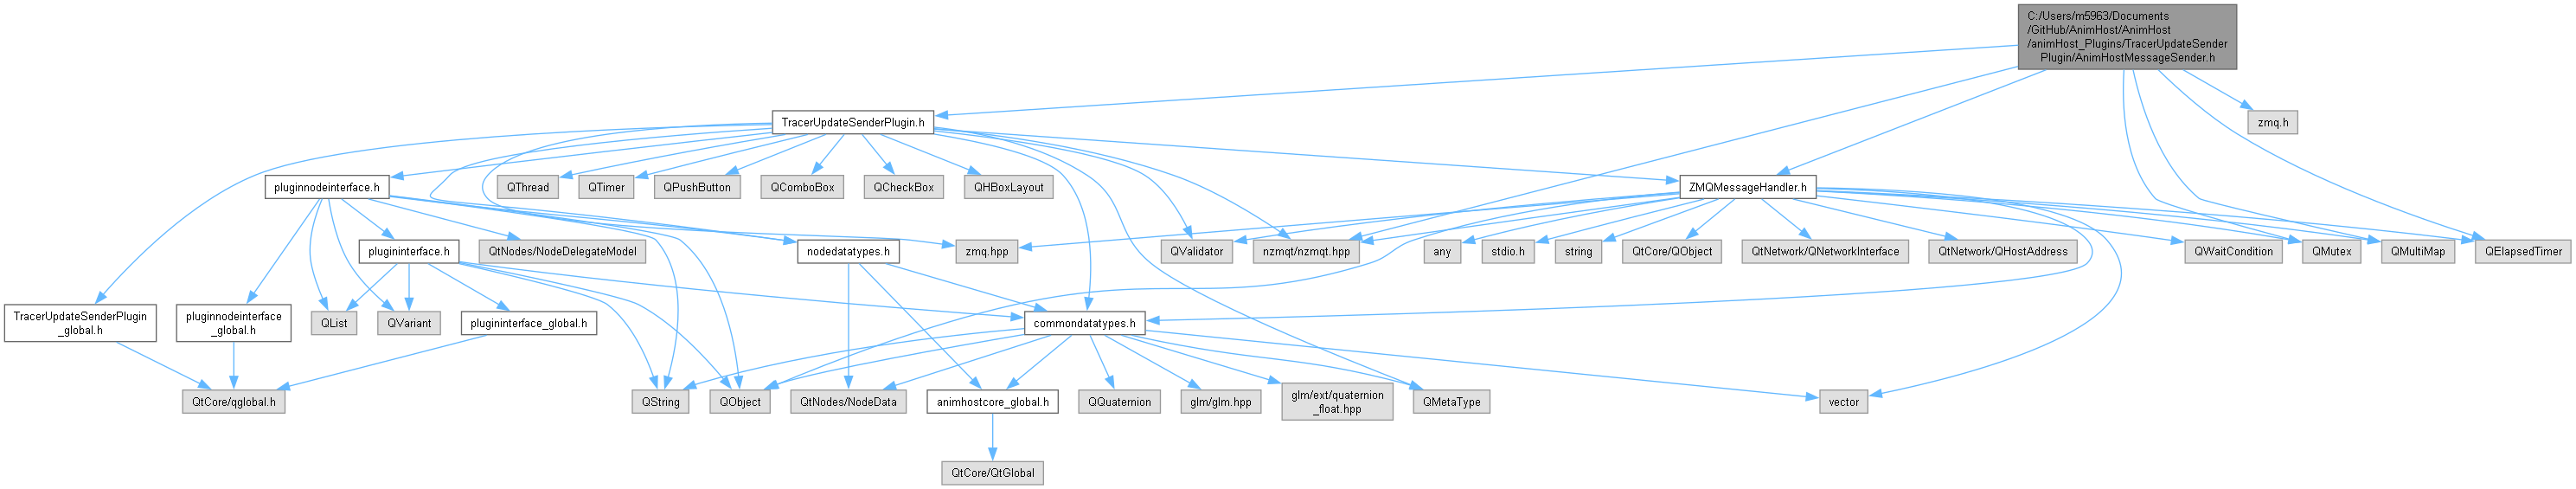 C:/Users/m5963/Documents
/GitHub/AnimHost/AnimHost
/animHost_Plugins/TracerUpdateSender
Plugin/AnimHostMessageSender.h
TracerUpdateSenderPlugin.h
zmq.h
pluginnodeinterface.h
QThread
QTimer
QPushButton
QComboBox
QCheckBox
QHBoxLayout
ZMQMessageHandler.h
plugininterface.h
QtNodes/NodeDelegateModel
nodedatatypes.h
zmq.hpp
QValidator
nzmqt/nzmqt.hpp
any
stdio.h
string
QtCore/QObject
QtNetwork/QNetworkInterface
QtNetwork/QHostAddress
QWaitCondition
QMutex
QMultiMap
QElapsedTimer
TracerUpdateSenderPlugin
_global.h
pluginnodeinterface
_global.h
QList
QVariant
plugininterface_global.h
commondatatypes.h
QtCore/qglobal.h
QString
QObject
QtNodes/NodeData
animhostcore_global.h
QQuaternion
glm/glm.hpp
glm/ext/quaternion
_float.hpp
QMetaType
vector
QtCore/QtGlobal